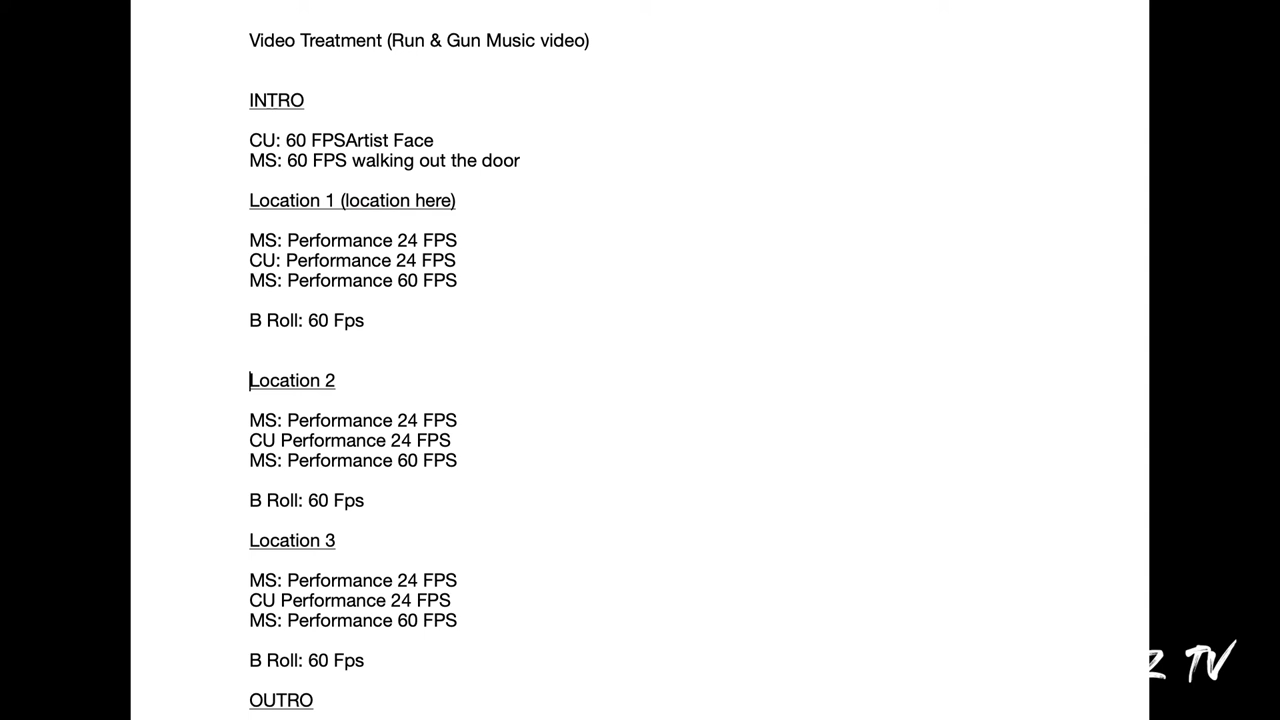 Video Treatment (Run & Gun Music video)
INTRO
CU: 60 FPSArtist Face
MS: 60 FPS walking out the door
Location 1 (location here)
MS: Performance 24 FPS
CU: Performance 24 FPS
MS: Performance 60 FPS
B Roll: 60 Fps
Location 2
MS: Performance 24 FPS
CU Performance 24 FPS
MS: Performance 60 FPS
B Roll: 60 Fps
Location 3
MS: Performance 24 FPS
CU Performance 24 FPS
MS: Performance 60 FPS
B Roll: 60 Fps
OUTRO
TV